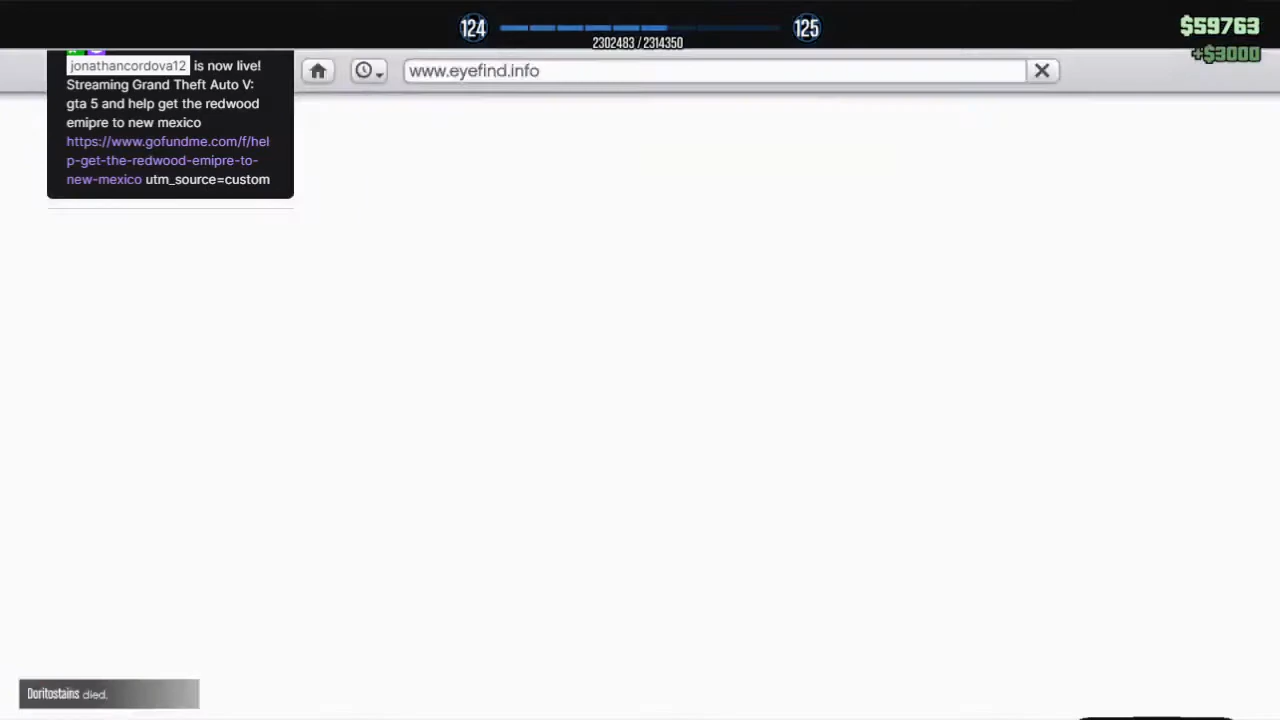 124
125
2302483 / 2314350
$59763
+$3000
jonathancordova12 is now live!
Streaming Grand Theft Auto V:
gta 5 and help get the redwood
emipre to new mexico
https://www.gofundme.com/f/hel
p-get-the-redwood-emipre-to-
new-mexico utm_source=custom
www.eyefind.info
Doritostains died.